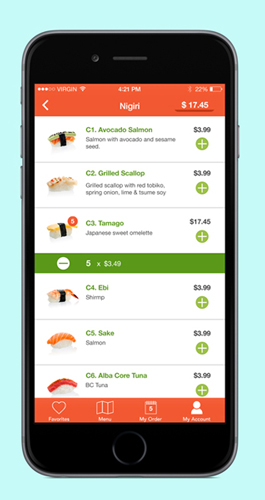 VIRGIN 4:21 PM 22%
Nigiri $ 17.45
C1. Avocado Salmon $3.99
Salmon with avocado and sesame
seed.
C2. Grilled Scallop $3.99
Grilled scallop with red tobiko,
spring onion, lime & tsume soy
5
C3. Tamago $17.45
Japanese sweet omelette
5 x $3.49
C4. Ebi $3.99
Shirmp
C5. Sake $3.99
Salmon
C6. Alba Core Tuna $3.99
BC Tuna
5
Favorites Menu My Order My Account